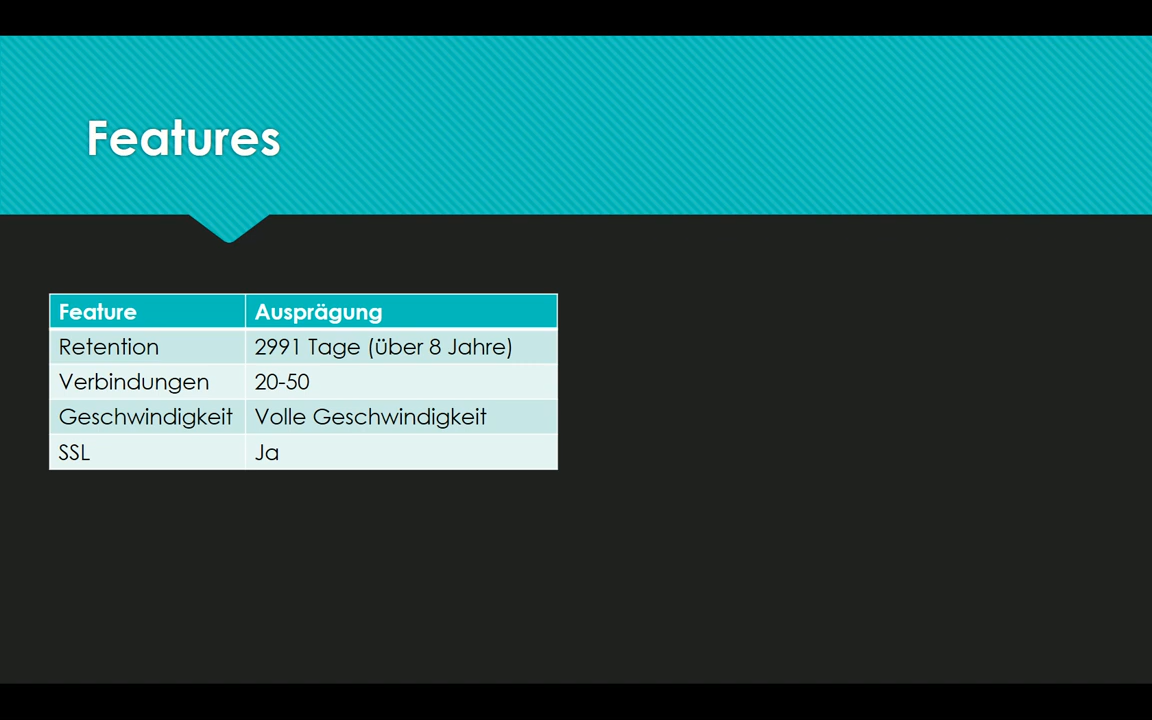 Features
Feature Ausprägung
Retention 2991 Tage (über 8 Jahre)
Verbindungen 20-50
Geschwindigkeit Volle Geschwindigkeit
SSL Ja